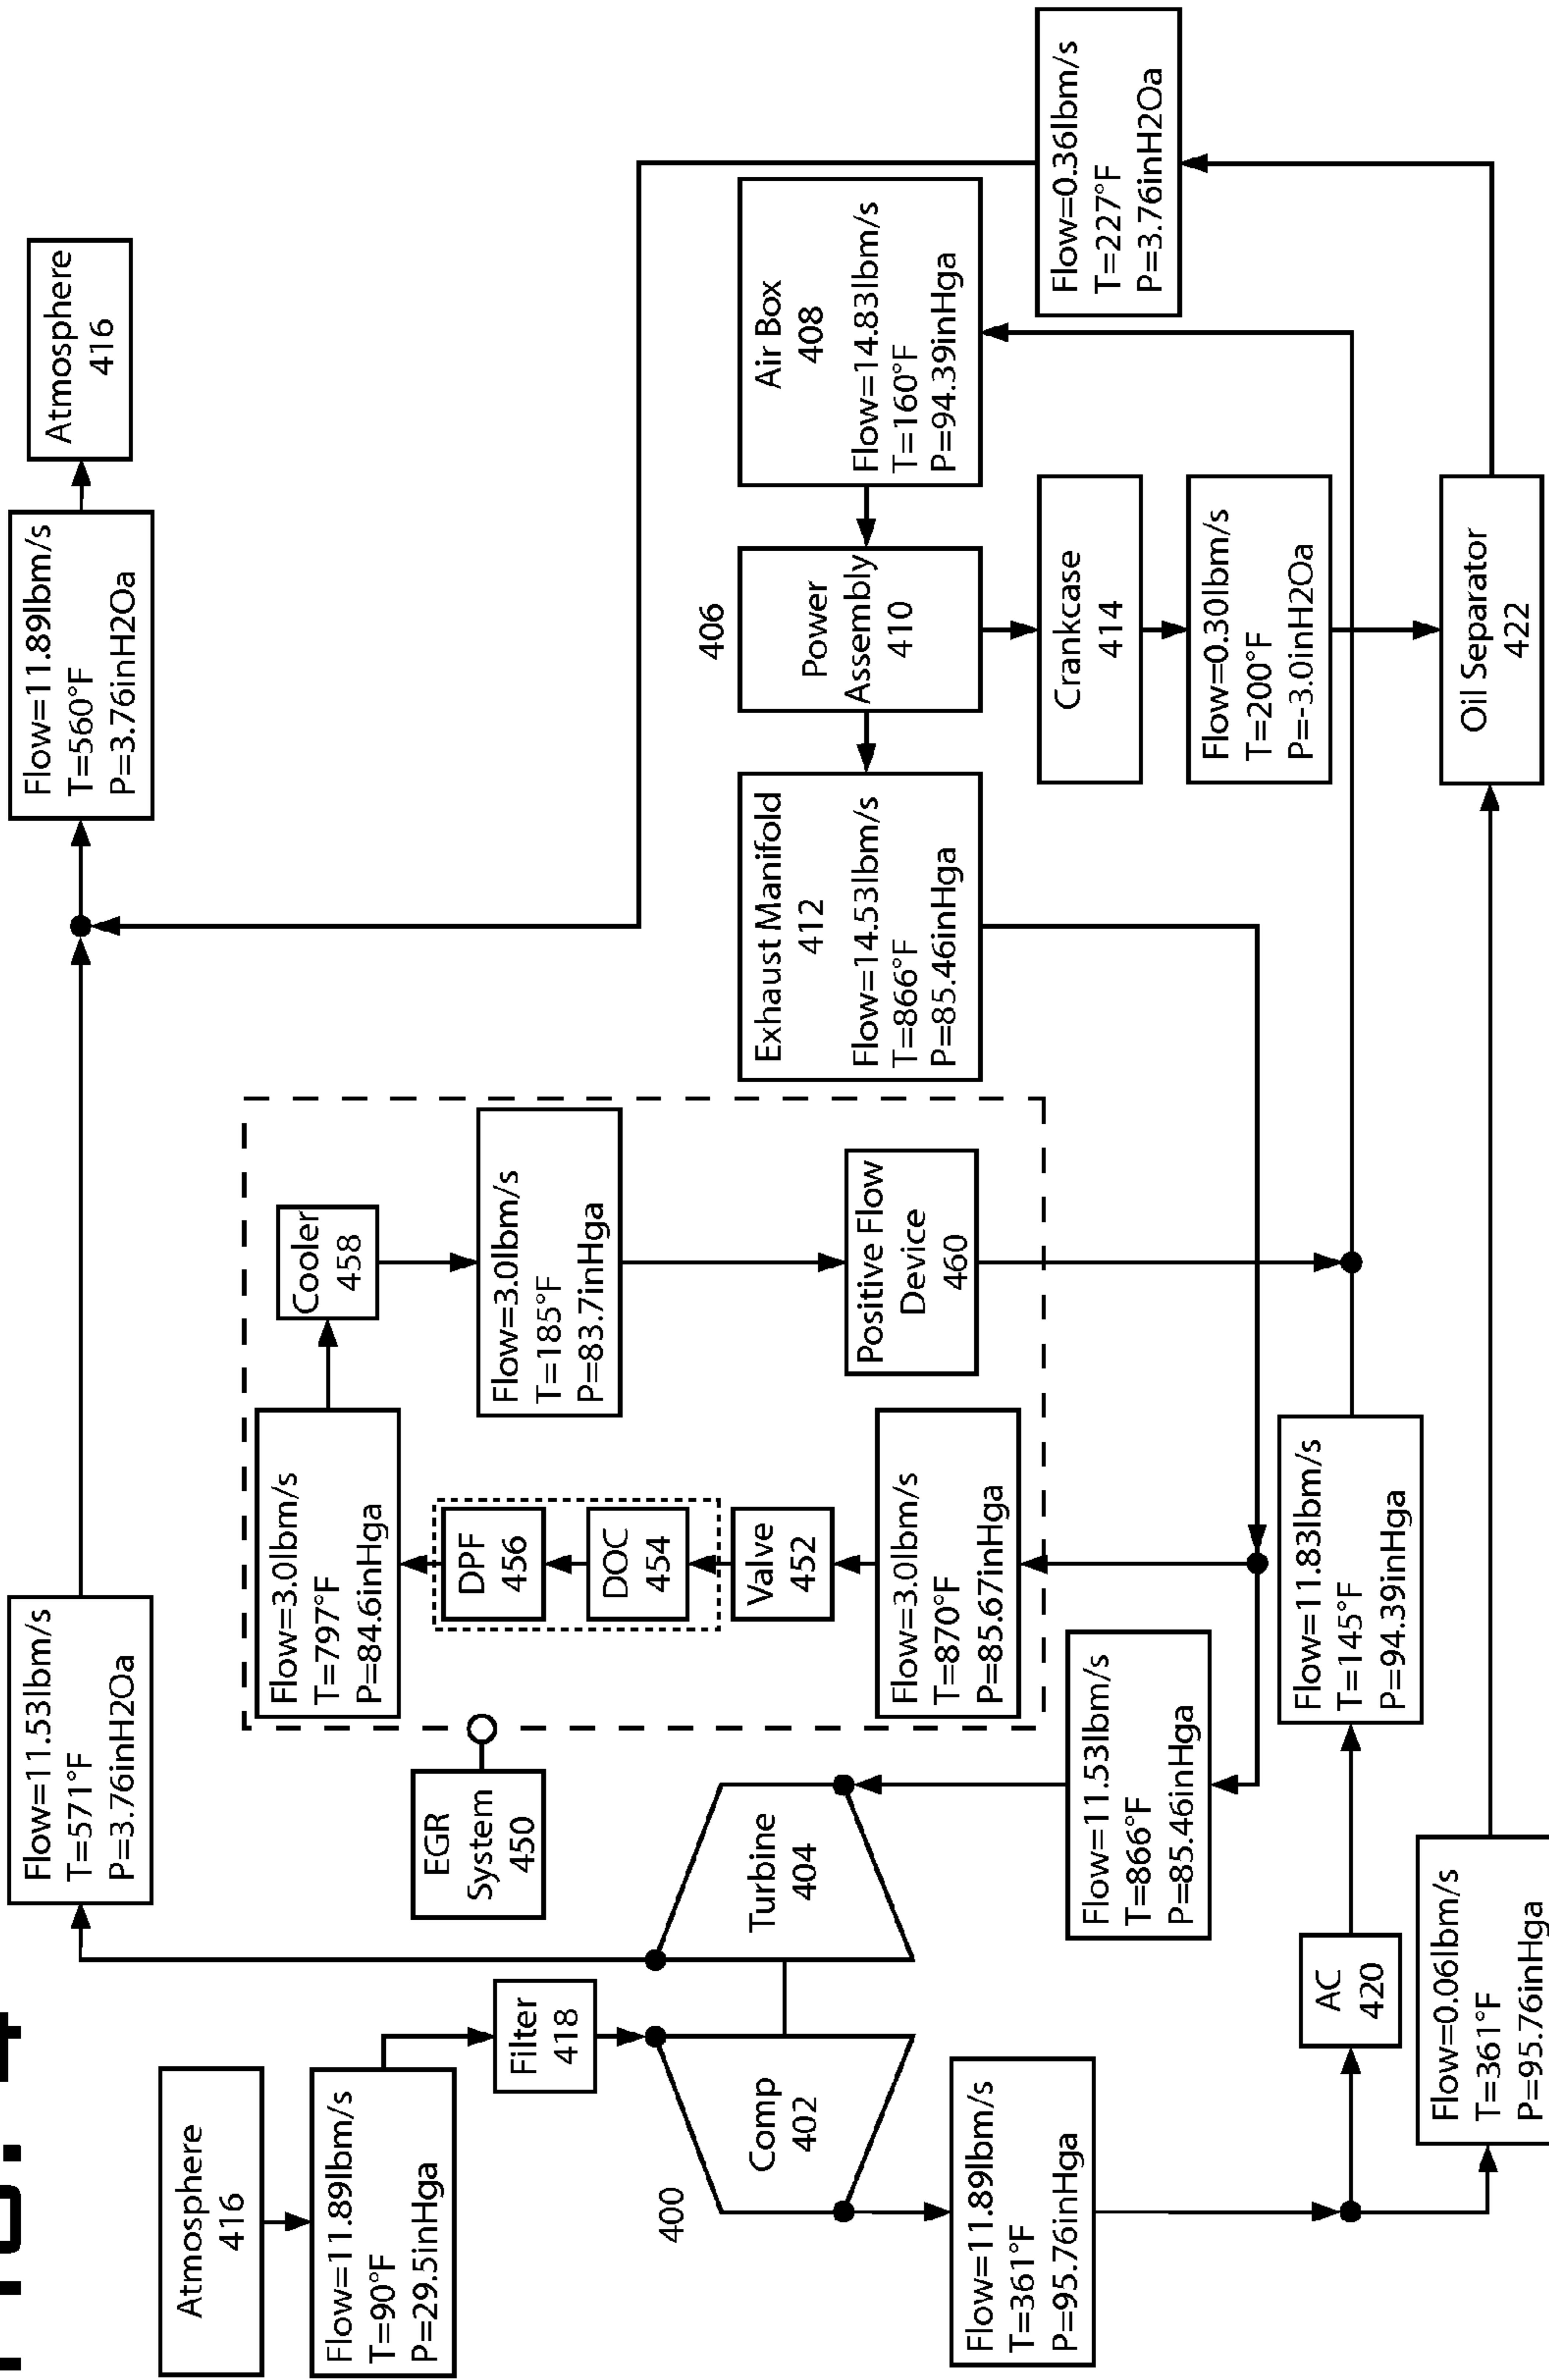 Atmosphere
416
Flow=11.89lbm/s
T=90°F
P=29.5inHga
Filter
418
400
Comp
402
Flow=11.89lbm/s
T=361°F
P=95.76inHga
Flow=11.53lbm/s
T=571°F
P=3.76inH2Oa
EGR
System
450
Turbine
404
Flow=11.53lbm/s
T=866°F
P=85.46inHga
AC
420
Flow=0.06lbm/s
T=361°F
P=95.76inHga
Flow=3.0lbm/s
T=797°F
P=84.6inHga
DPF
456
DOC
454
Valve
452
Flow=3.0lbm/s
T=870°F
P=85.67inHga
Flow=11.83lbm/s
T=145°F
P=94.39inHga
Cooler
458
Flow=3.0lbm/s
T=185°F
P=83.7inHga
Positive Flow
Device
460
Flow=11.89lbm/s
T=560°F
P=3.76inH2Oa
Atmosphere
416
406
Exhaust Manifold
412
Flow=14.53lbm/s
T=866°F
P=85.46inHga
Power
Assembly
410
Air Box
408
Flow=14.83lbm/s
T=160°F
P=94.39inHga
Crankcase
414
Flow=0.30lbm/s
T=200°F
P=-3.0inH2Oa
Flow=0.36lbm/s
T=227°F
P=3.76inH2Oa
Oil Separator
422